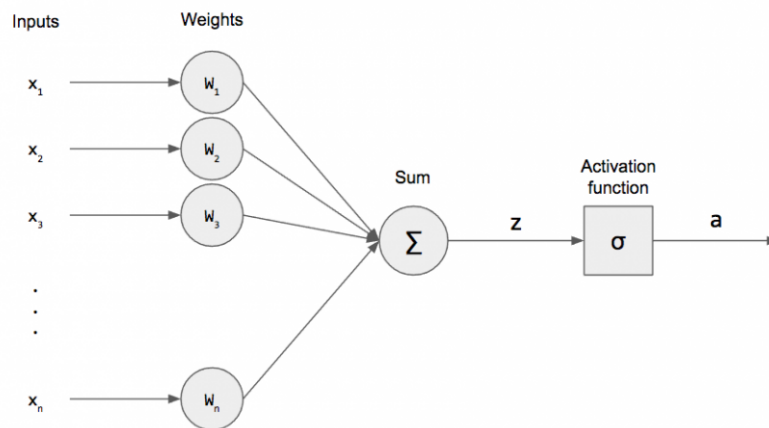 Inputs
Weights
x₁
W₁
x₂
W₂
x₃
W₃
Sum
Activation
function
Σ
z
σ
a
.
.
.
xₙ
Wₙ